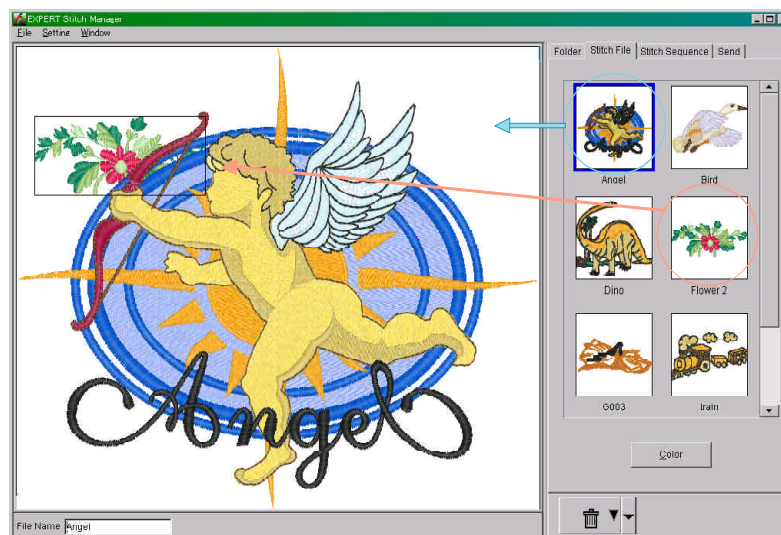 EXPERT Stitch Manager
File Setting Window
Folder Stitch File Stitch Sequence Send
Angel Bird
Dino Flower 2
G003 train
Angel
Color
File Name Angel